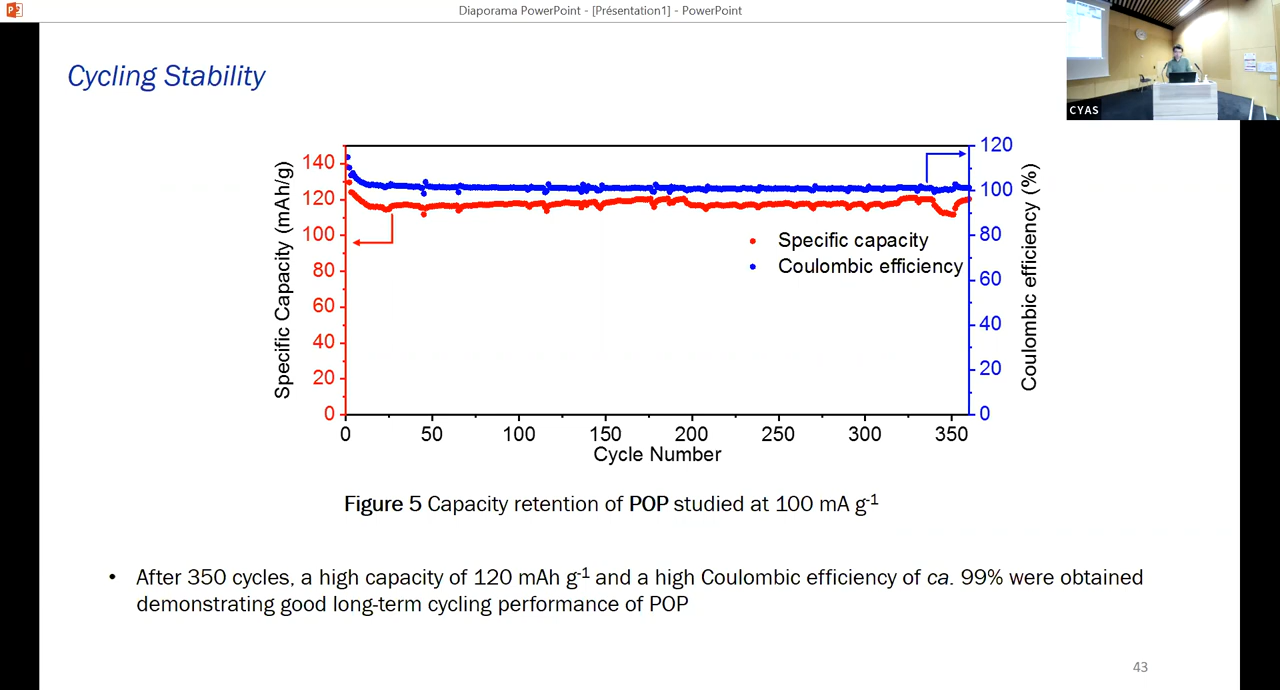 Diaporama PowerPoint - [Présentation1] - PowerPoint
CYAS
Cycling Stability
Specific Capacity (mAh/g)
140
120
100
80
60
40
20
0
120
100
80
60
40
20
0
Coulombic efficiency (%)
Specific capacity
Coulombic efficiency
0 50 100 150 200 250 300 350
Cycle Number
Figure 5 Capacity retention of POP studied at 100 mA g⁻¹
• After 350 cycles, a high capacity of 120 mAh g⁻¹ and a high Coulombic efficiency of ca. 99% were obtained
demonstrating good long-term cycling performance of POP
43